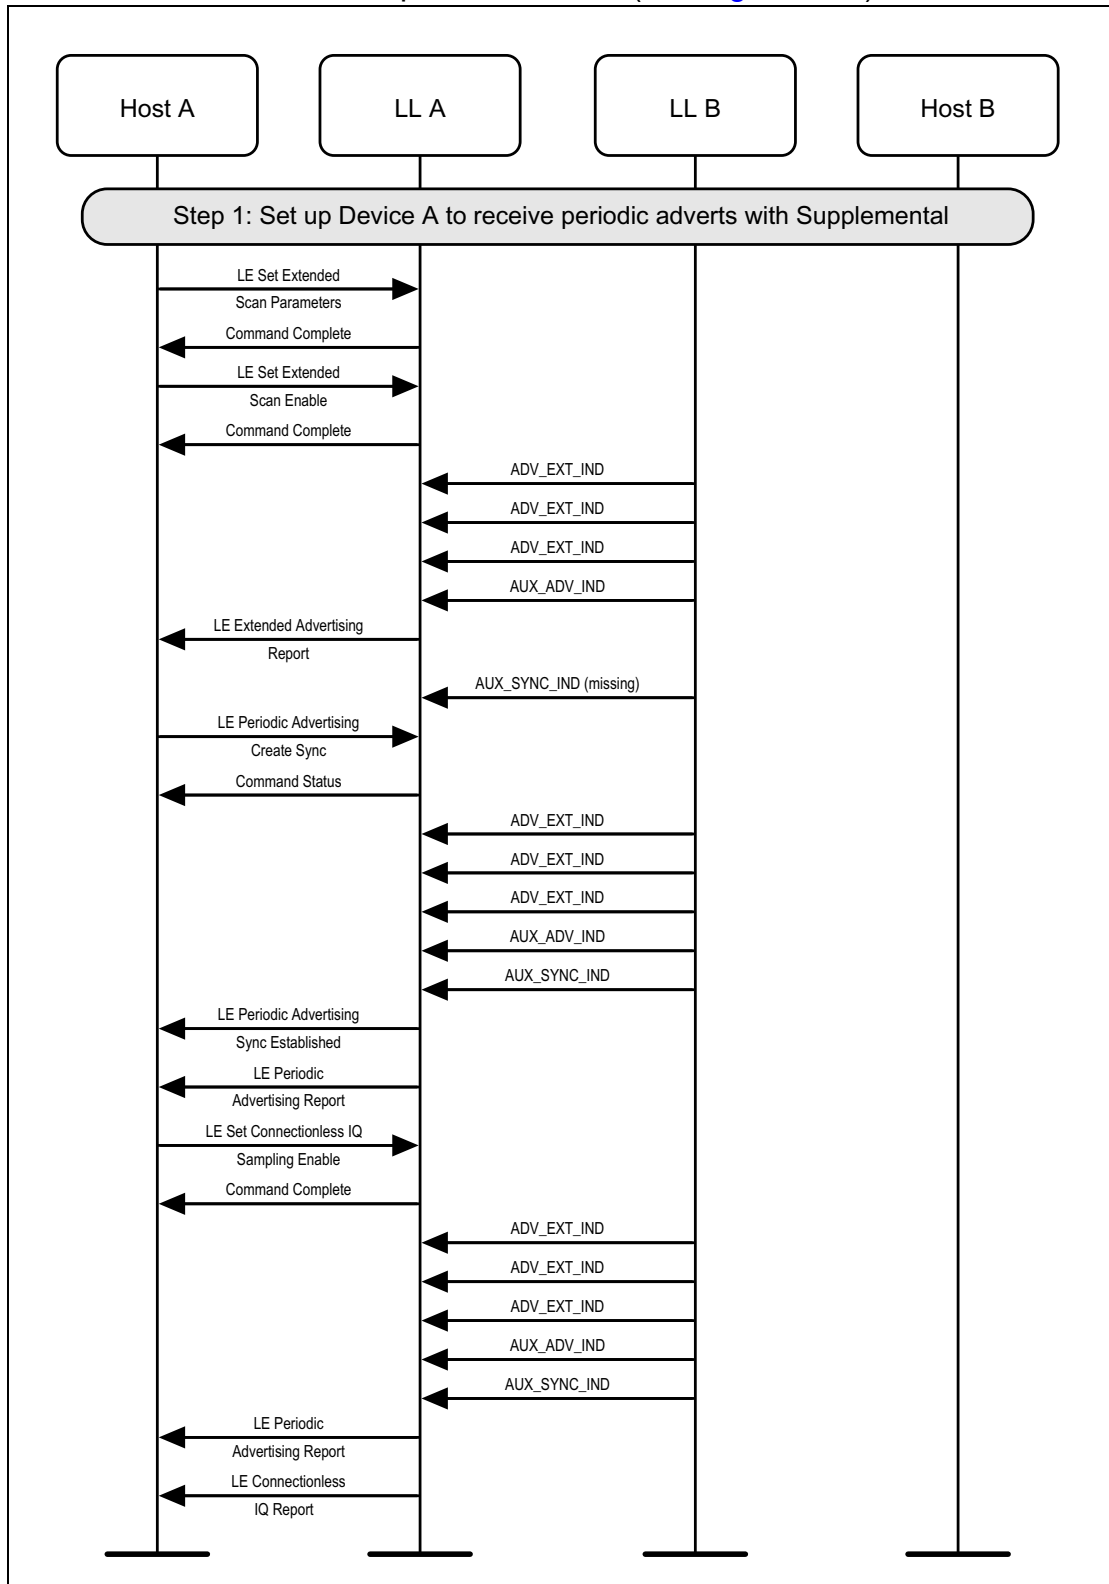 Host A
LL A
LL B
Host B
Step 1: Set up Device A to receive periodic adverts with Supplemental
LE Set Extended
Scan Parameters
Command Complete
LE Set Extended
Scan Enable
Command Complete
ADV_EXT_IND
ADV_EXT_IND
ADV_EXT_IND
AUX_ADV_IND
LE Extended Advertising
Report
AUX_SYNC_IND (missing)
LE Periodic Advertising
Create Sync
Command Status
ADV_EXT_IND
ADV_EXT_IND
ADV_EXT_IND
AUX_ADV_IND
AUX_SYNC_IND
LE Periodic Advertising
Sync Established
LE Periodic
Advertising Report
LE Set Connectionless IQ
Sampling Enable
Command Complete
ADV_EXT_IND
ADV_EXT_IND
ADV_EXT_IND
AUX_ADV_IND
AUX_SYNC_IND
LE Periodic
Advertising Report
LE Connectionless
IQ Report